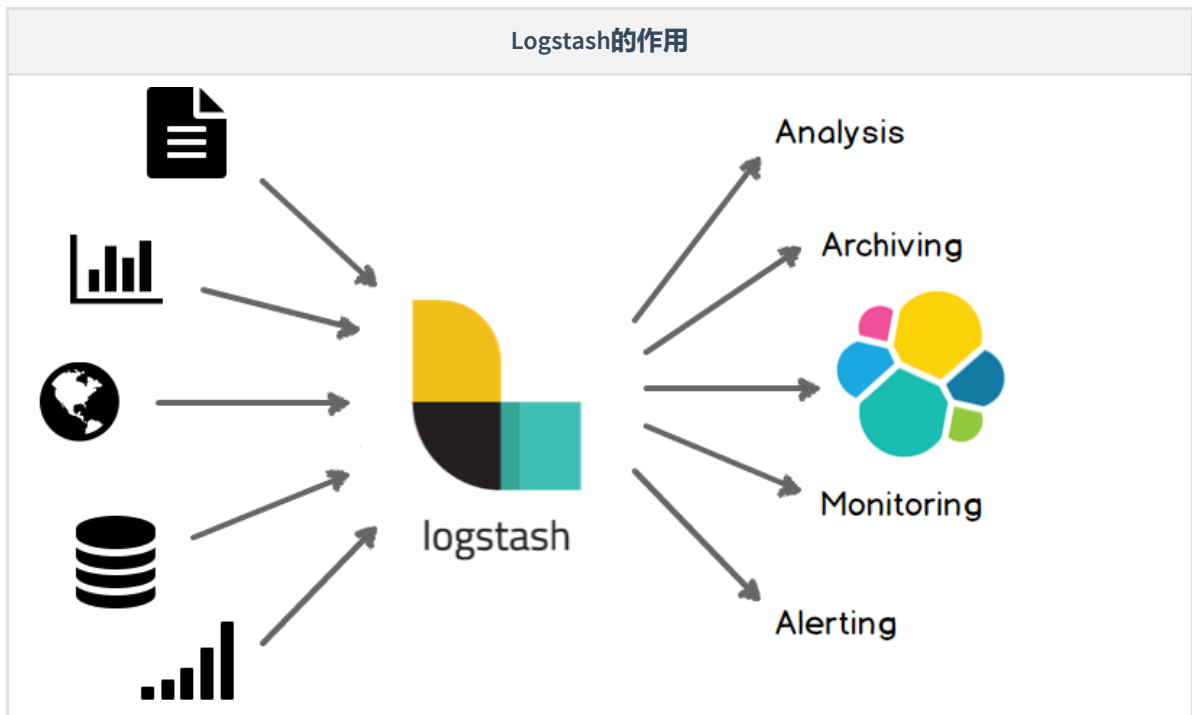 Logstash的作用
Analysis
Archiving
logstash
Monitoring
Alerting